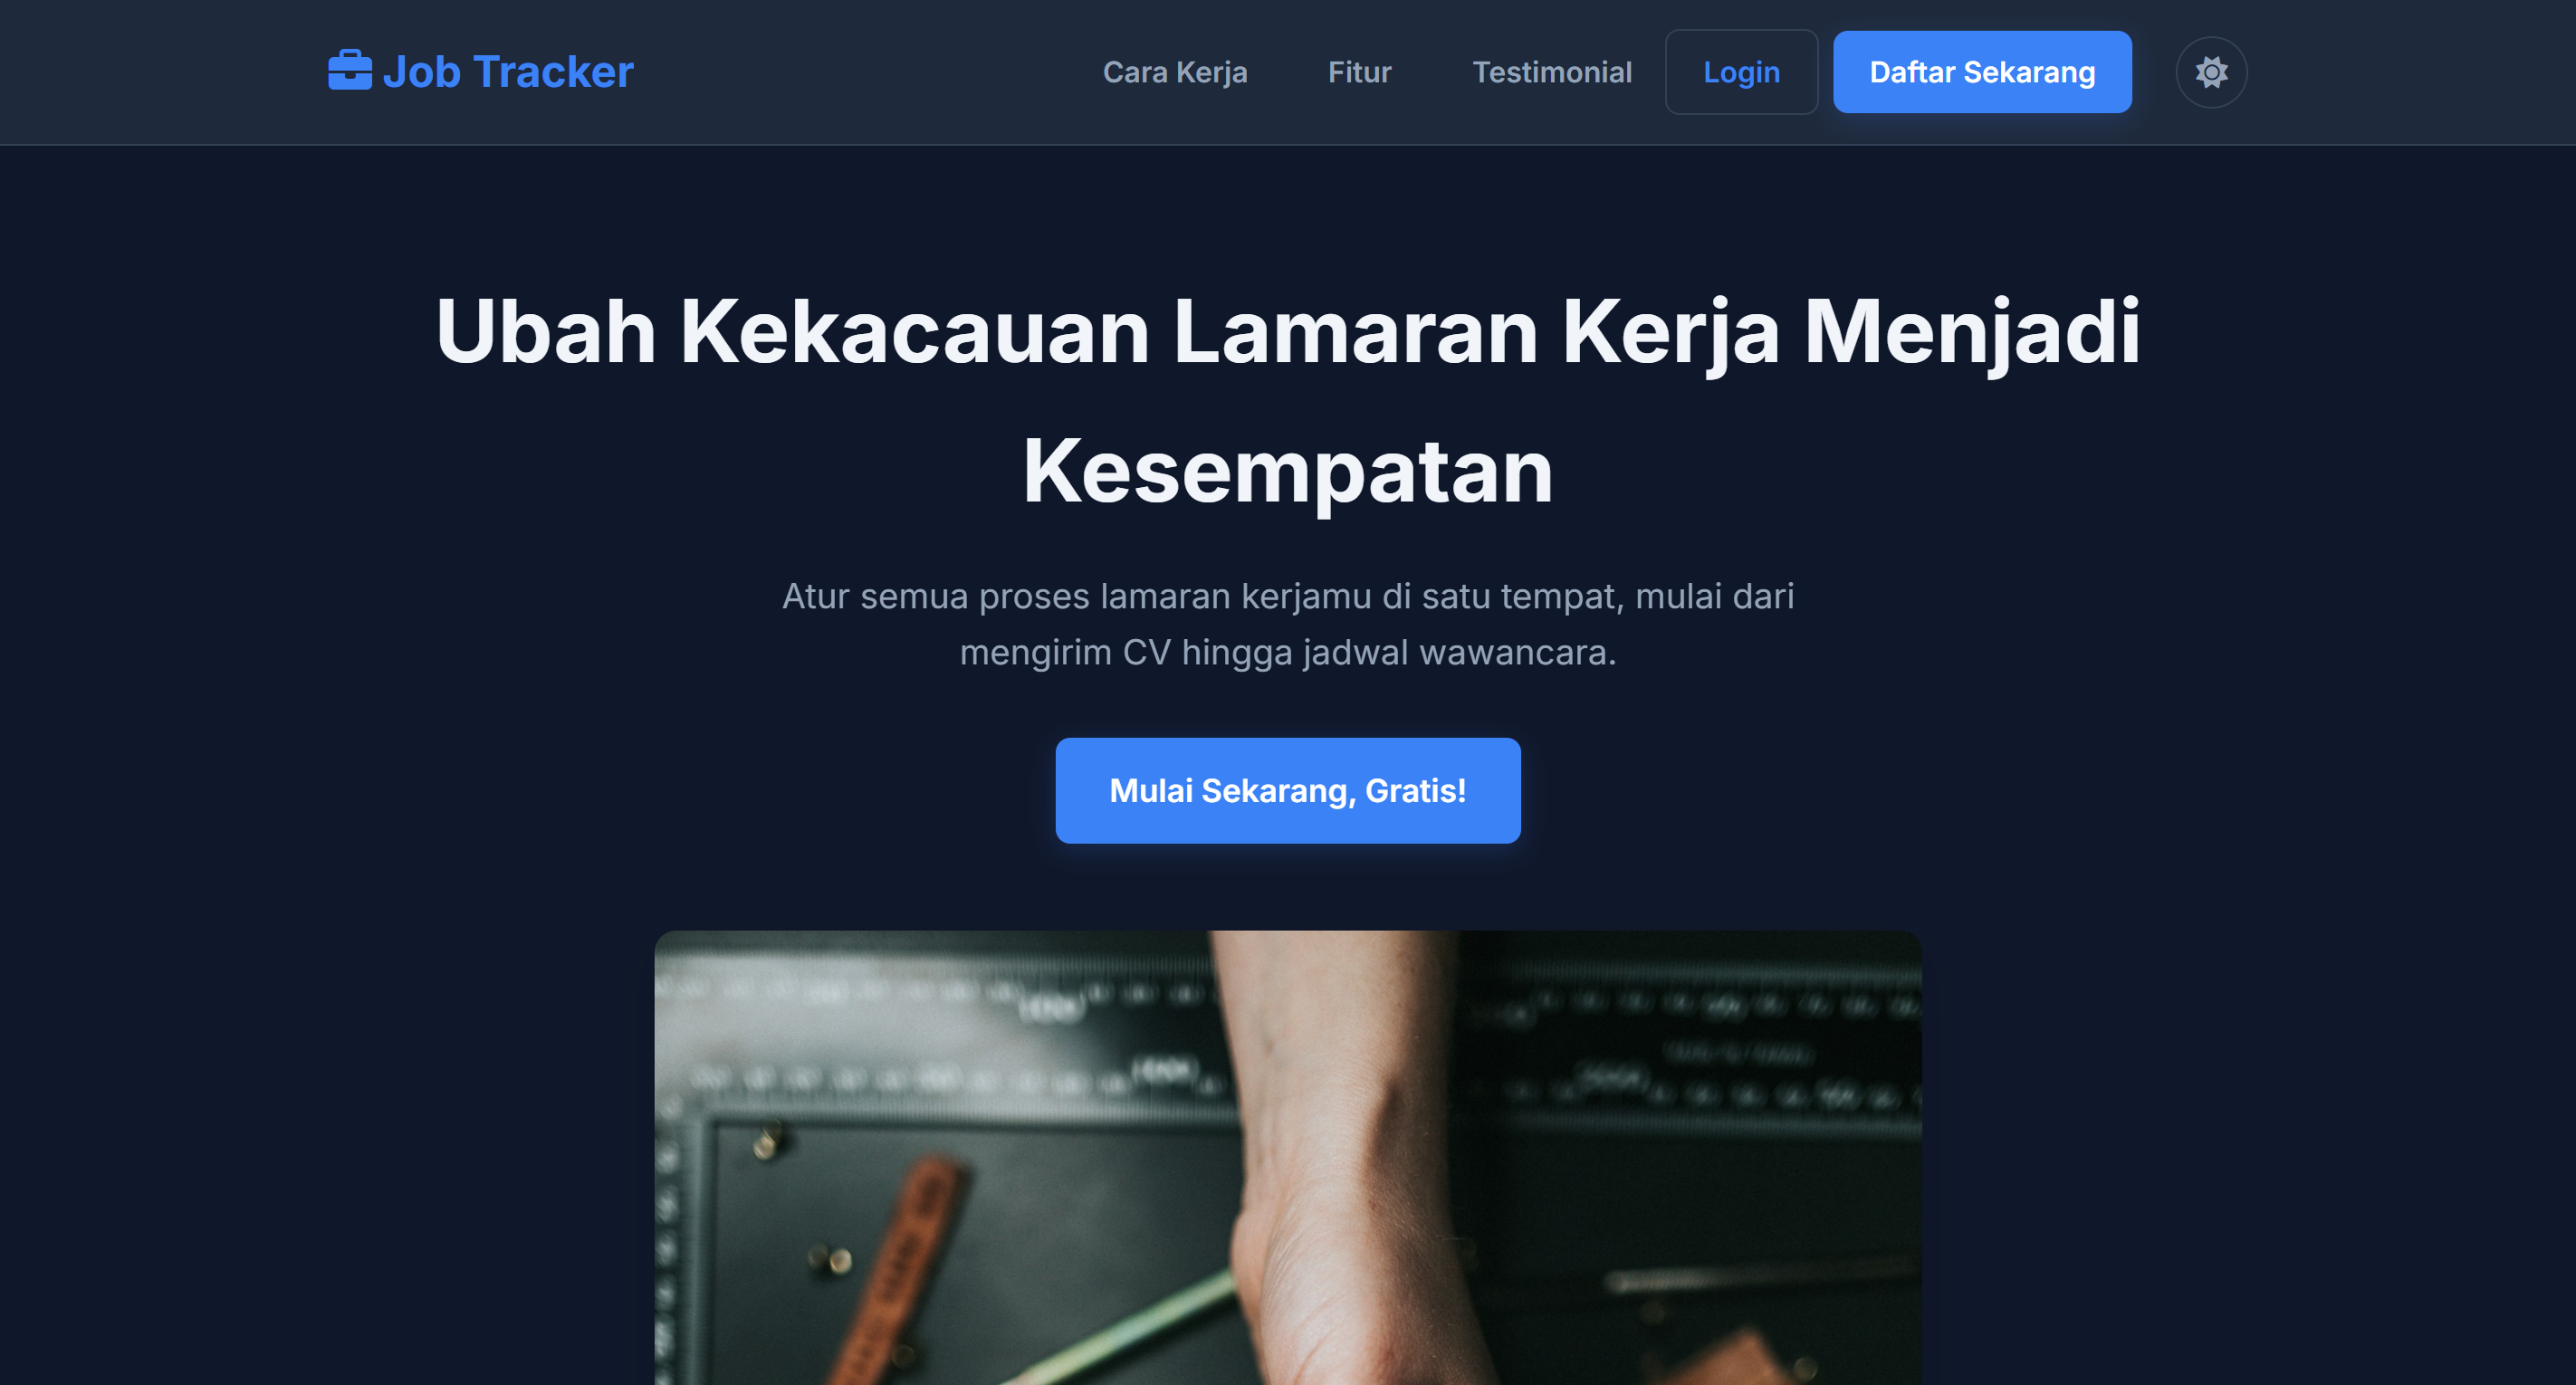 Job Tracker
Cara Kerja
Fitur
Testimonial
Login
Daftar Sekarang
Ubah Kekacauan Lamaran Kerja Menjadi
Kesempatan
Atur semua proses lamaran kerjamu di satu tempat, mulai dari
mengirim CV hingga jadwal wawancara.
Mulai Sekarang, Gratis!